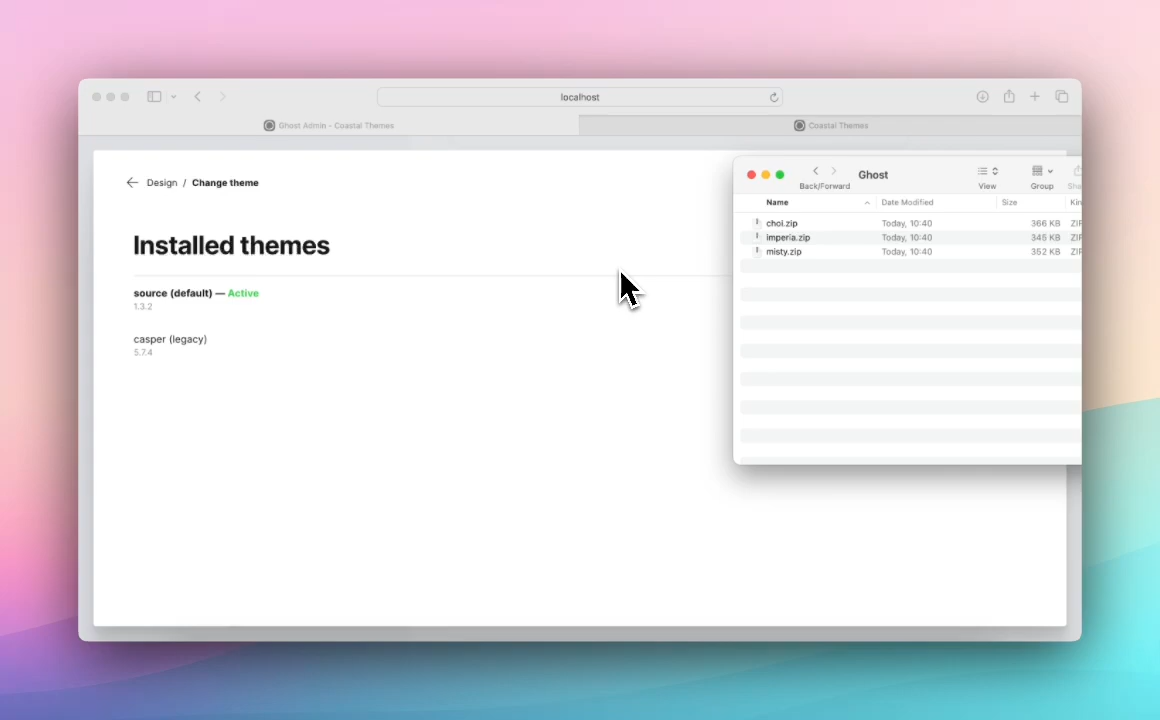 localhost
Ghost Admin - Coastal Themes
Coastal Themes
Design / Change theme
Installed themes
source (default) — Active
1.3.2
casper (legacy)
5.7.4
Ghost
Back/Forward
View
Group
Name
Date Modified
Size
choi.zip
Today, 10:40
366 KB
imperia.zip
Today, 10:40
345 KB
misty.zip
Today, 10:40
352 KB